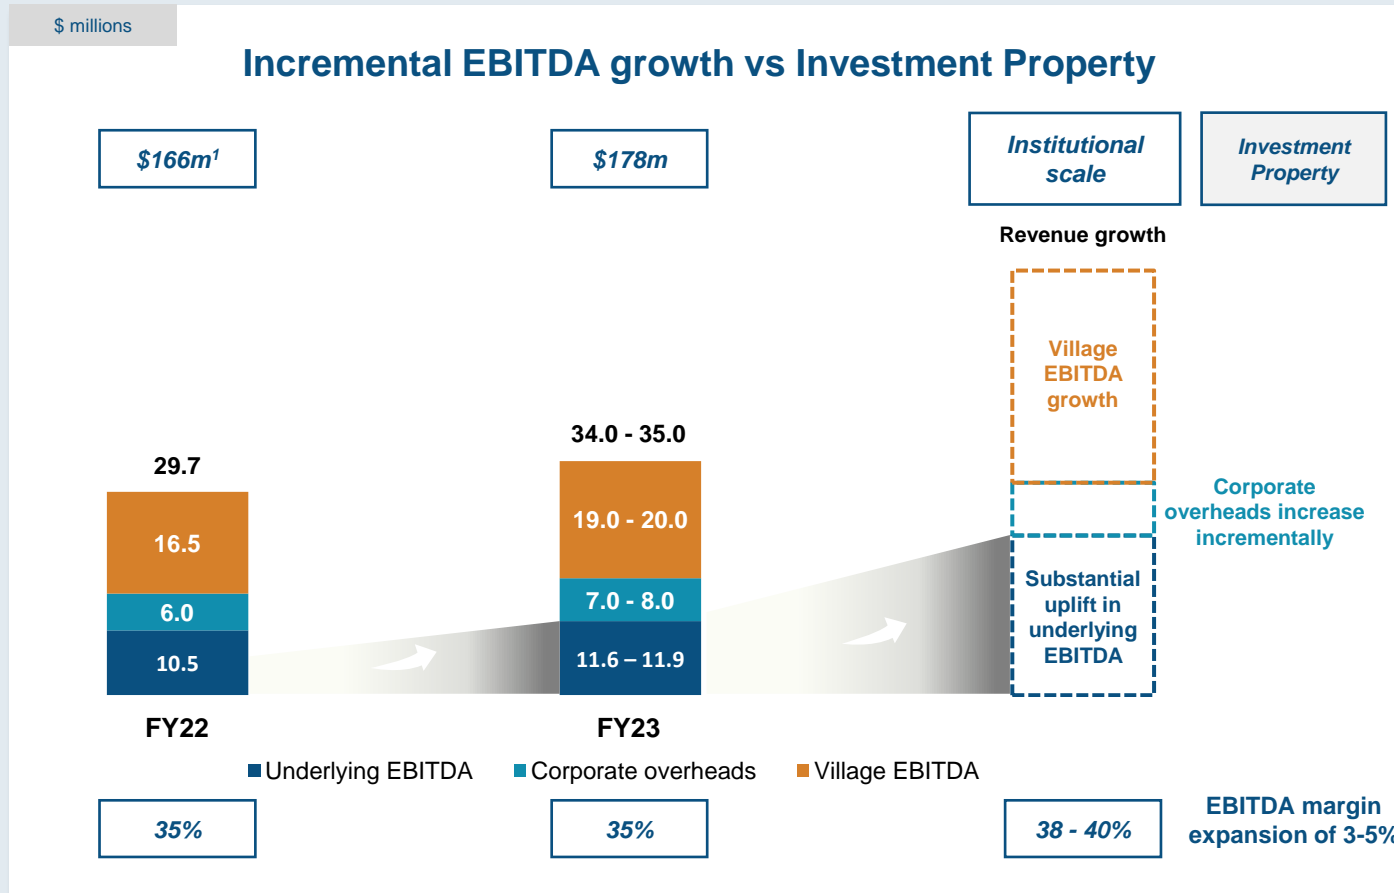 $ millions
Incremental EBITDA growth vs Investment Property
$166m¹
$178m
Institutional
scale
Investment
Property
Revenue growth
Village
EBITDA
growth
34.0 - 35.0
29.7
19.0 - 20.0
16.5
Corporate
overheads increase
incrementally
7.0 - 8.0
6.0
Substantial
uplift in
underlying
EBITDA
11.6 – 11.9
10.5
FY22
FY23
Underlying EBITDA
Corporate overheads
Village EBITDA
35%
35%
38 - 40%
EBITDA margin
expansion of 3-5%